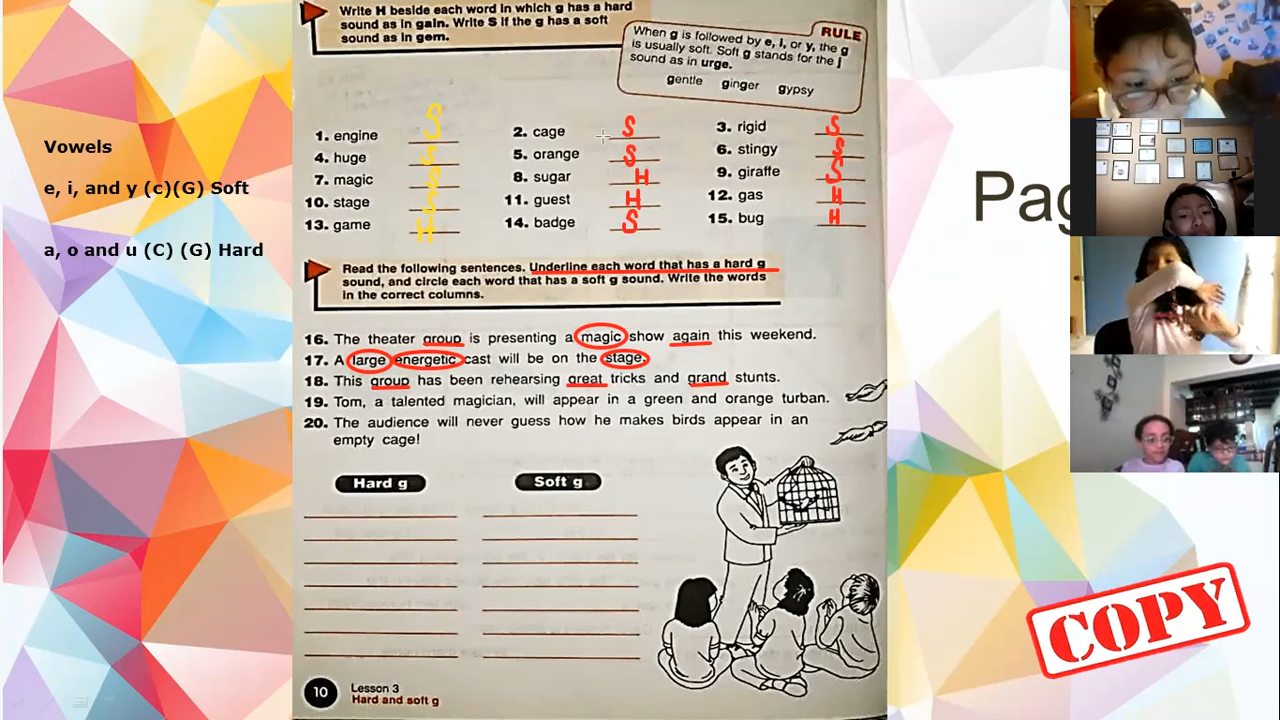 Vowels
e, i, and y (c)(G) Soft
a, o and u (C) (G) Hard
Write H beside each word in which g has a hard
sound as in gain. Write S if the g has a soft
sound as in gem.
RULE
When g is followed by e, i, or y, the g
is usually soft. Soft g stands for the j
sound as in urge.
gentle ginger gypsy
1. engine S 2. cage S 3. rigid S
4. huge S 5. orange S 6. stingy S
7. magic S 8. sugar H 9. giraffe S
10. stage S 11. guest H 12. gas H
13. game H 14. badge S 15. bug H
Read the following sentences. Underline each word that has a hard g
sound, and circle each word that has a soft g sound. Write the words
in the correct columns.
16. The theater group is presenting a magic show again this weekend.
17. A large energetic cast will be on the stage.
18. This group has been rehearsing great tricks and grand stunts.
19. Tom, a talented magician, will appear in a green and orange turban.
20. The audience will never guess how he makes birds appear in an
empty cage!
Hard g Soft g
10 Lesson 3
Hard and soft g
COPY